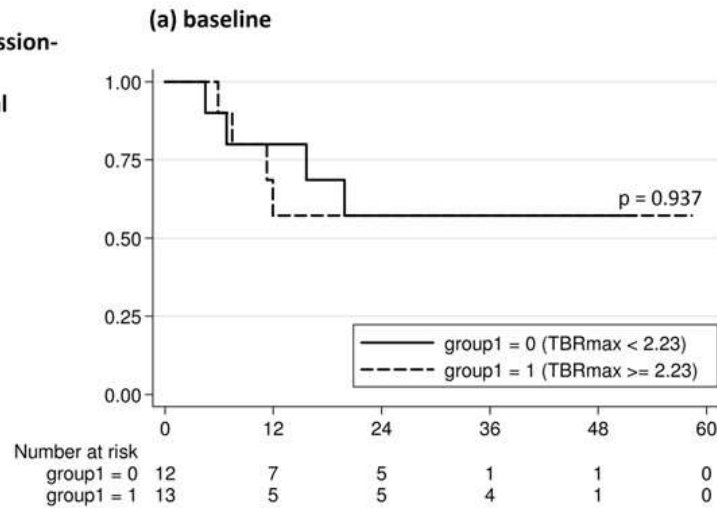 (a) baseline
1.00
0.75
0.50
0.25
0.00
p = 0.937
group1 = 0 (TBRmax < 2.23)
group1 = 1 (TBRmax >= 2.23)
0 12 24 36 48 60
Number at risk
group1 = 0 12 7 5 1 1 0
group1 = 1 13 5 5 4 1 0